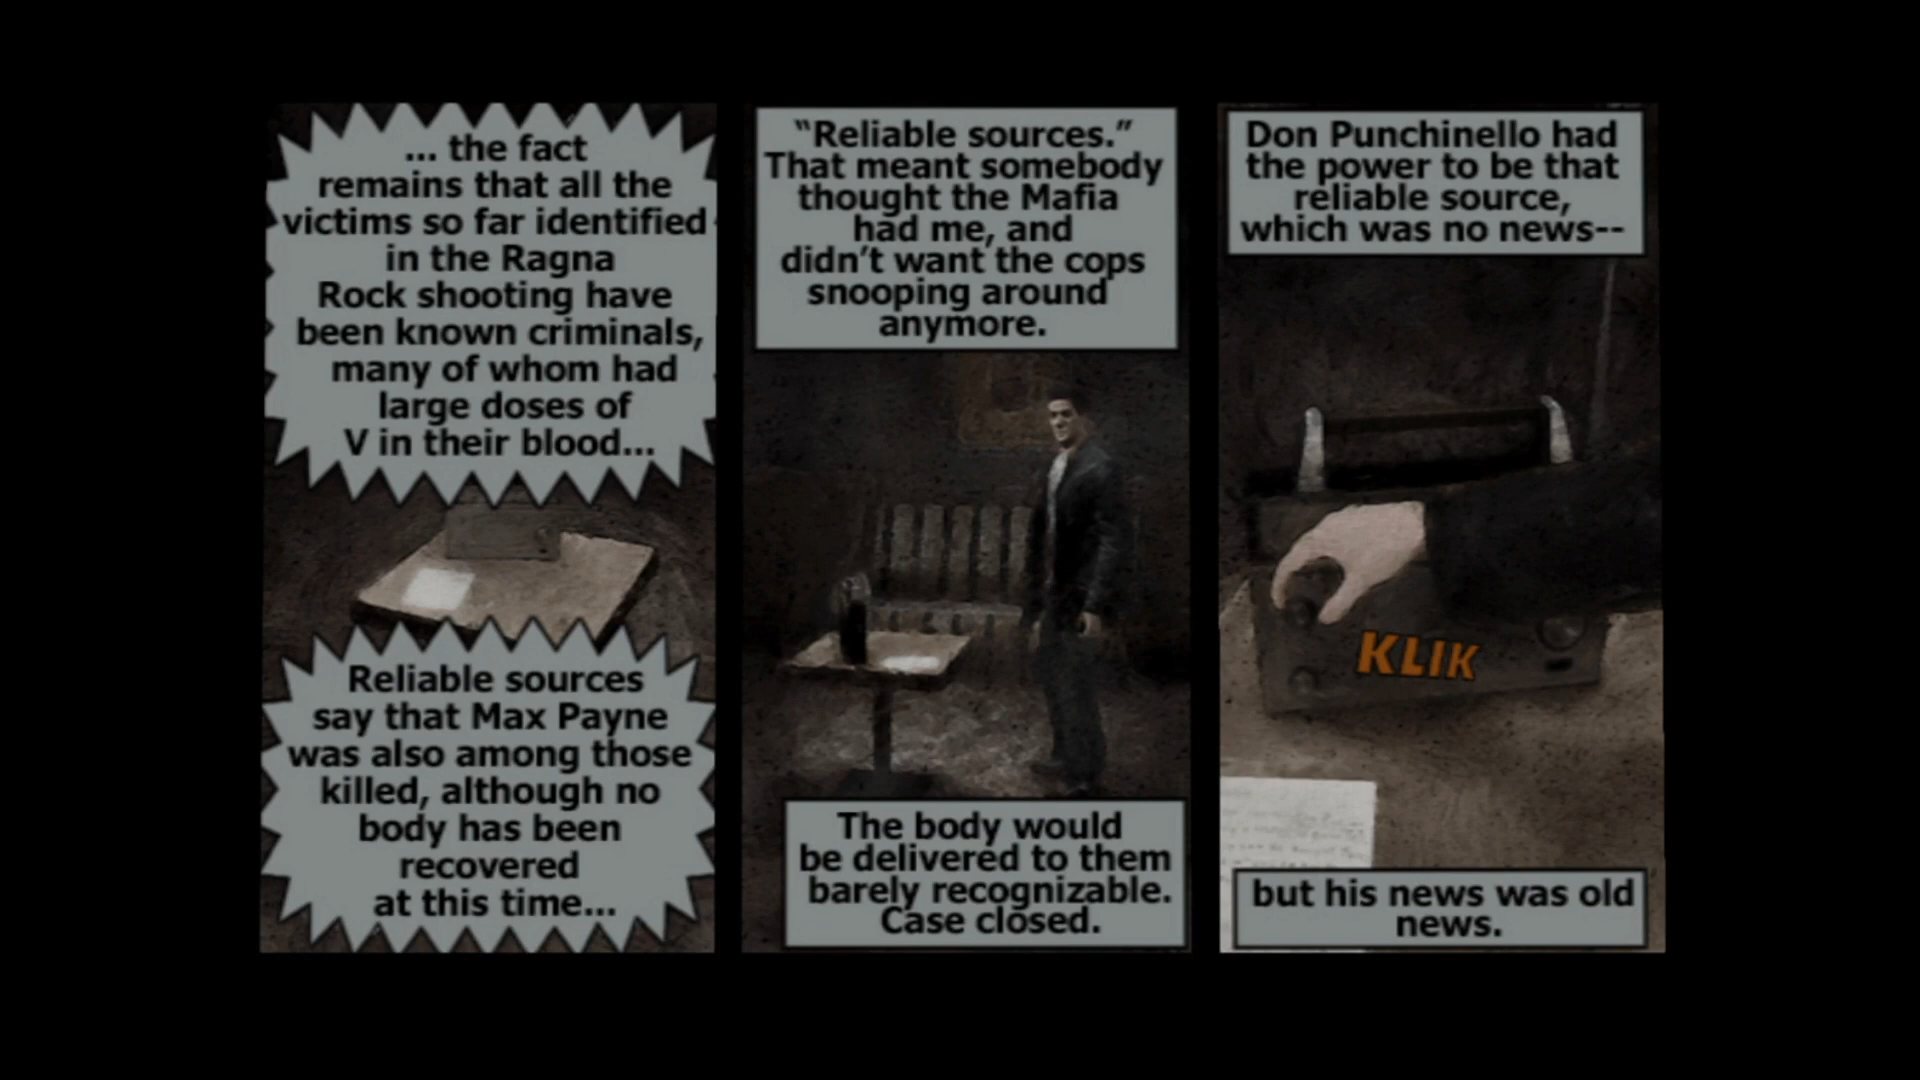 ... the fact
remains that all the
victims so far identified
in the Ragna
Rock shooting have
been known criminals,
many of whom had
large doses of
V in their blood...
Reliable sources
say that Max Payne
was also among those
killed, although no
body has been
recovered
at this time...
“Reliable sources.”
That meant somebody
thought the Mafia
had me, and
didn’t want the cops
snooping around
anymore.
The body would
be delivered to them
barely recognizable.
Case closed.
Don Punchinello had
the power to be that
reliable source,
which was no news--
KLIK
but his news was old
news.